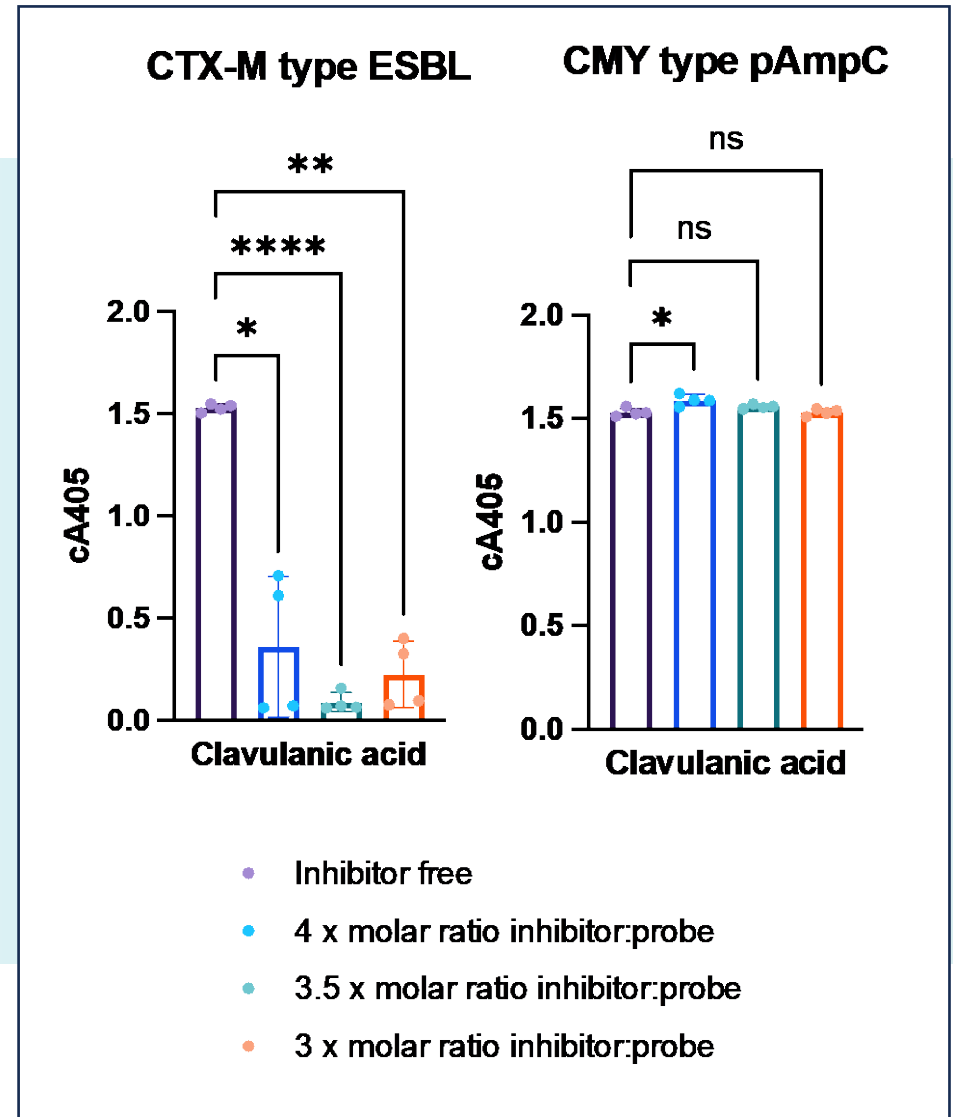 CTX-M type ESBL
**
****
*
2.0
1.5
1.0
0.5
0.0
cA405
Clavulanic acid
CMY type pAmpC
ns
ns
*
2.0
1.5
1.0
0.5
0.0
cA405
Clavulanic acid
Inhibitor free
4 x molar ratio inhibitor:probe
3.5 x molar ratio inhibitor:probe
3 x molar ratio inhibitor:probe